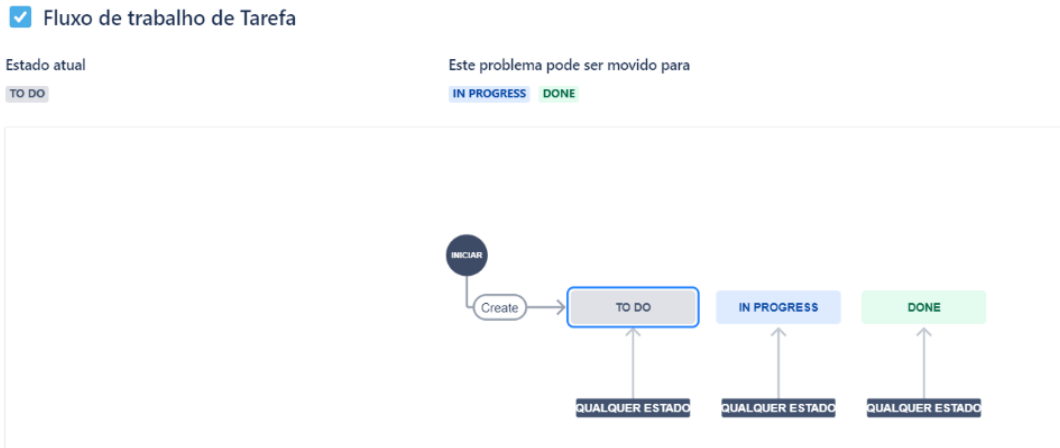 Fluxo de trabalho de Tarefa
Estado atual
Este problema pode ser movido para
TO DO
IN PROGRESS DONE
INICIAR
Create
TO DO
IN PROGRESS
DONE
QUALQUER ESTADO
QUALQUER ESTADO
QUALQUER ESTADO